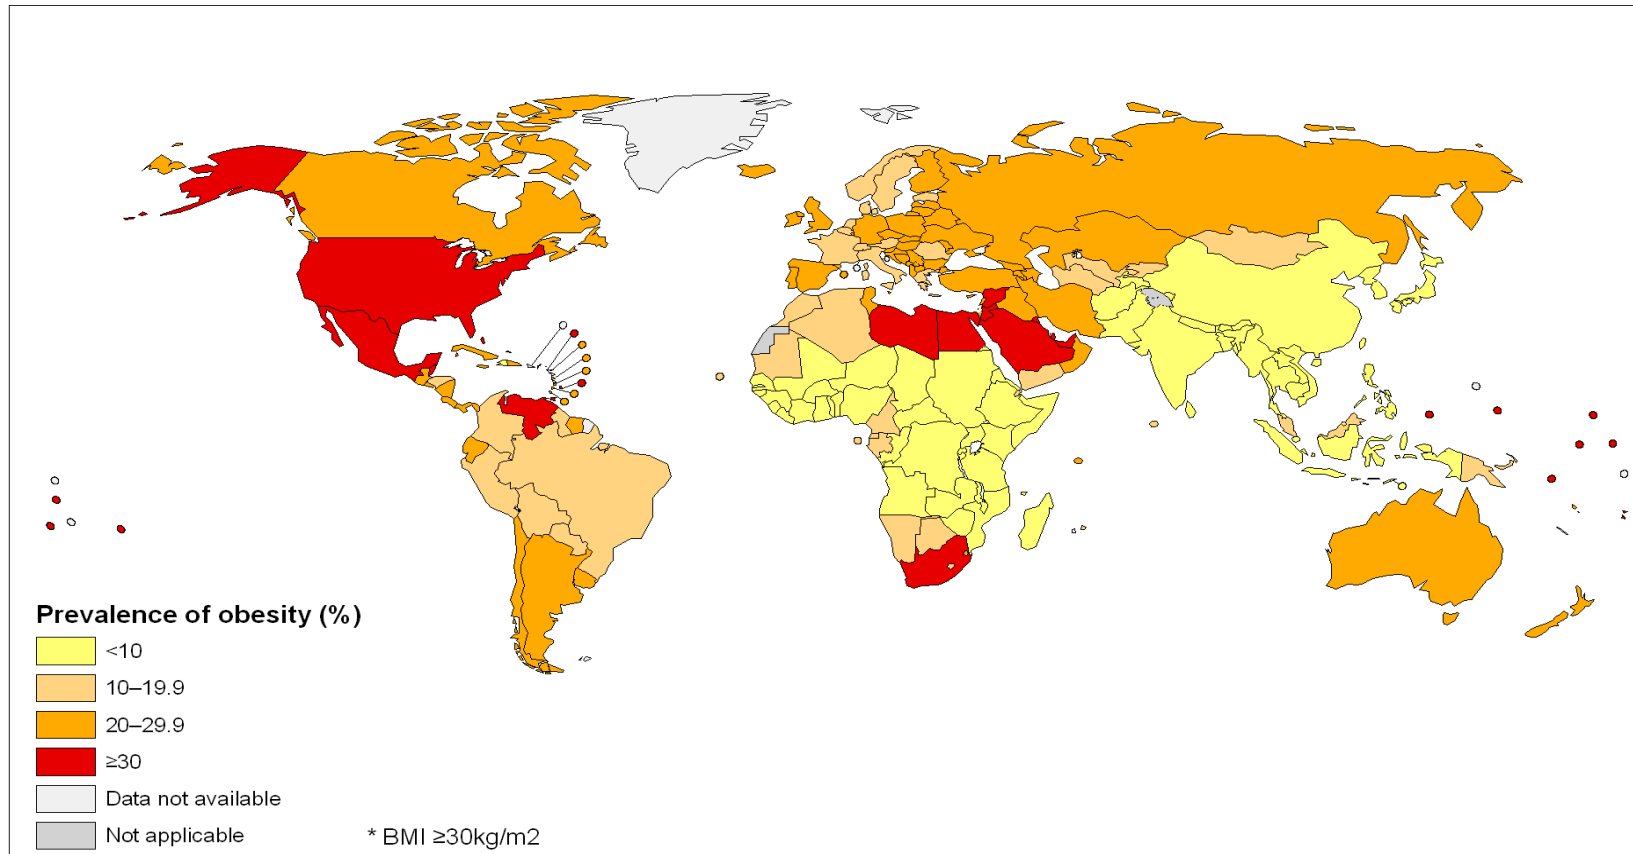 Prevalence of obesity (%)
<10
10–19.9
20–29.9
≥30
Data not available
Not applicable
* BMI ≥30kg/m2